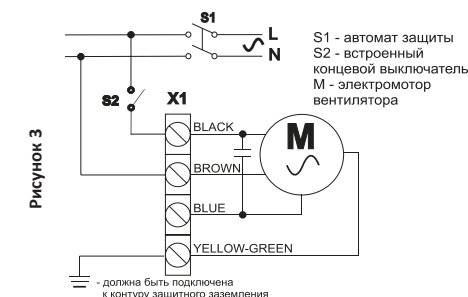 S1
L
N
S1 - автомат защиты
S2 - встроенный
концевой выключатель
M - электромотор
вентилятора
S2
X1
BLACK
M
BROWN
BLUE
YELLOW-GREEN
Рисунок 3
- должна быть подключена
к контуру защитного заземления